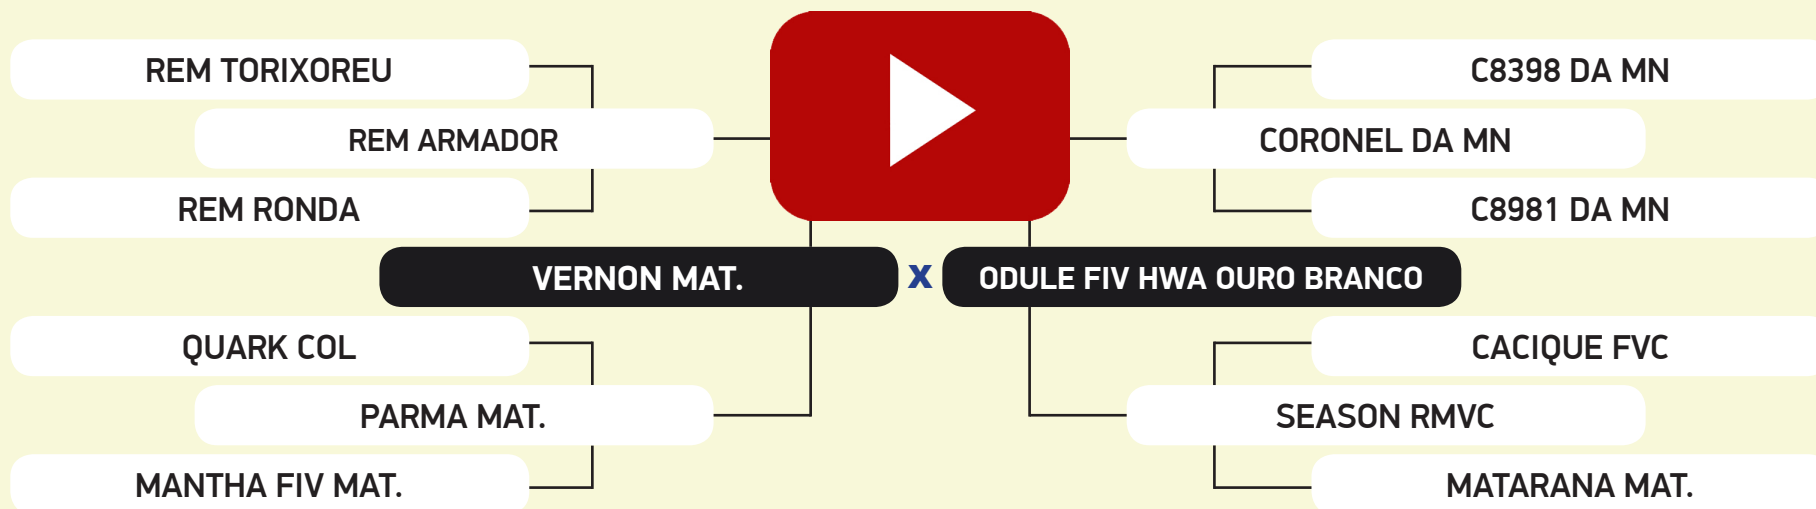 REM TORIXOREU
REM ARMADOR
REM RONDA
C8398 DA MN
CORONEL DA MN
C8981 DA MN
VERNON MAT.
X
ODULE FIV HWA OURO BRANCO
QUARK COL
PARMA MAT.
MANTHA FIV MAT.
CACIQUE FVC
SEASON RMVC
MATARANA MAT.